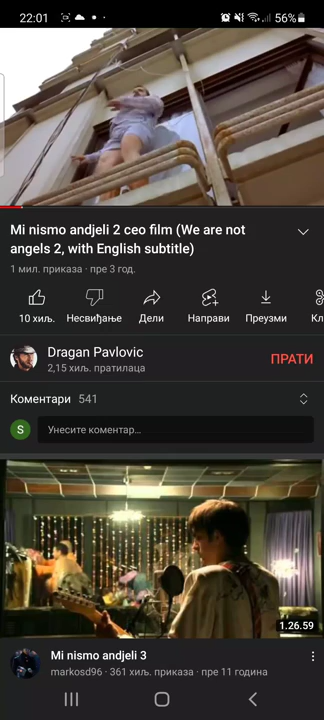 22:01
56%
Mi nismo andjeli 2 ceo film (We are not
angels 2, with English subtitle)
1 мил. приказа · пре 3 год.
10 хиљ.
Несвиђање
Дели
Направи
Преузми
Кл
Dragan Pavlovic
2,15 хиљ. пратилаца
ПРАТИ
Коментари 541
S
Унесите коментар...
1.26.59
Mi nismo andjeli 3
markosd96 · 361 хиљ. приказа · пре 11 година